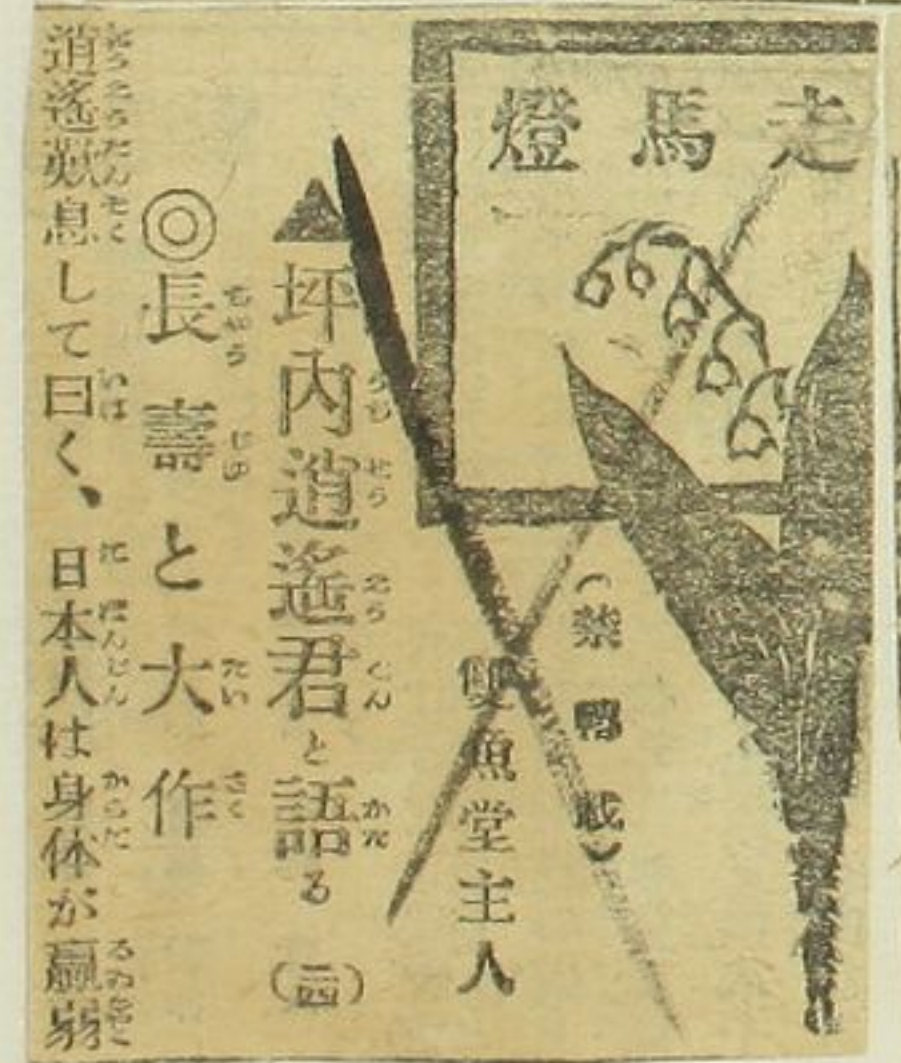 走馬燈
(禁轉載)
雙魚堂主人
▲坪内逍遙君と語る(二四)
◎長壽と大作
逍遙歎息して曰く、日本人は身体が羸弱